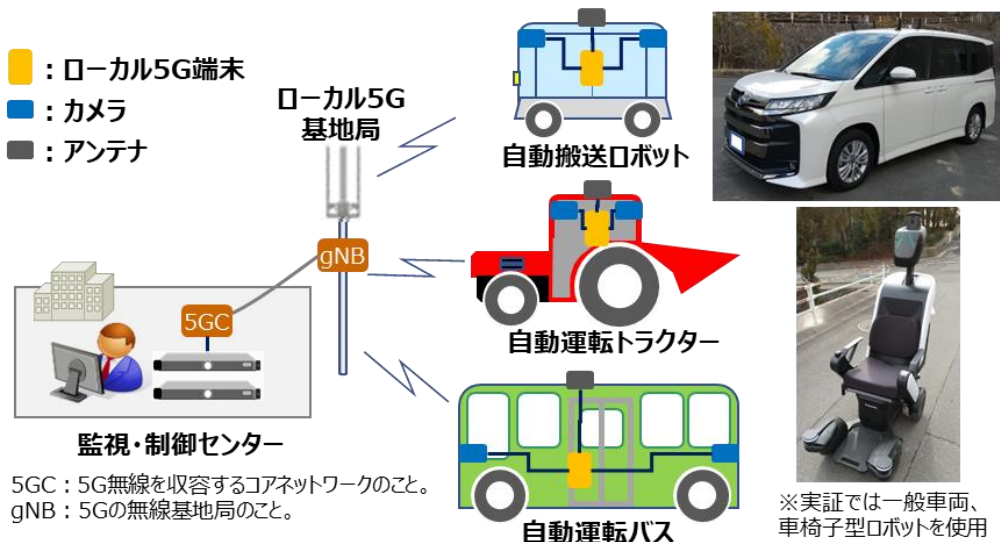 ：ローカル5G端末
：カメラ
：アンテナ
ローカル5G
基地局
gNB
5GC
監視・制御センター
5GC：5G無線を収容するコアネットワークのこと。
gNB：5Gの無線基地局のこと。
自動搬送ロボット
自動運転トラクター
自動運転バス
※実証では一般車両、
車椅子型ロボットを使用